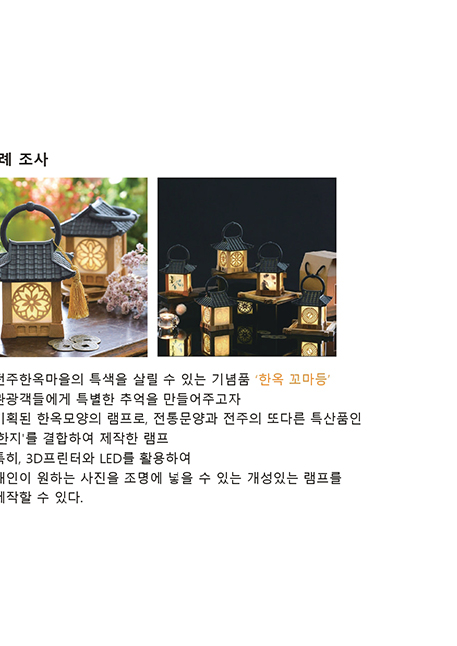 레 조사
전주한옥마을의 특색을 살릴 수 있는 기념품 ‘한옥 꼬마등’
관광객들에게 특별한 추억을 만들어주고자
기획된 한옥모양의 램프로, 전통문양과 전주의 또다른 특산품인
'한지'를 결합하여 제작한 램프
특히, 3D프린터와 LED를 활용하여
개인이 원하는 사진을 조명에 넣을 수 있는 개성있는 램프를
제작할 수 있다.